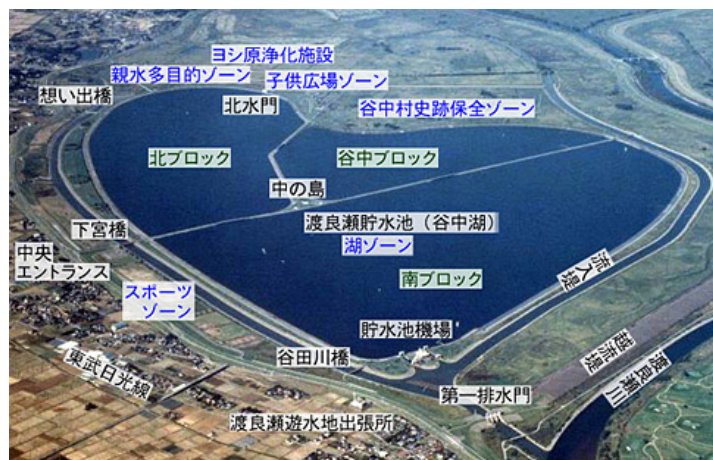 ヨシ原浄化施設
親水多目的ゾーン
子供広場ゾーン
想い出橋
北水門
谷中村史跡保全ゾーン
北ブロック
谷中ブロック
中の島
渡良瀬貯水池（谷中湖）
下宮橋
湖ゾーン
中央
エントランス
流入堤
南ブロック
スポーツ
ゾーン
貯水池機場
谷田川橋
越流堤
東武日光線
渡良瀬川
第一排水門
渡良瀬遊水地出張所